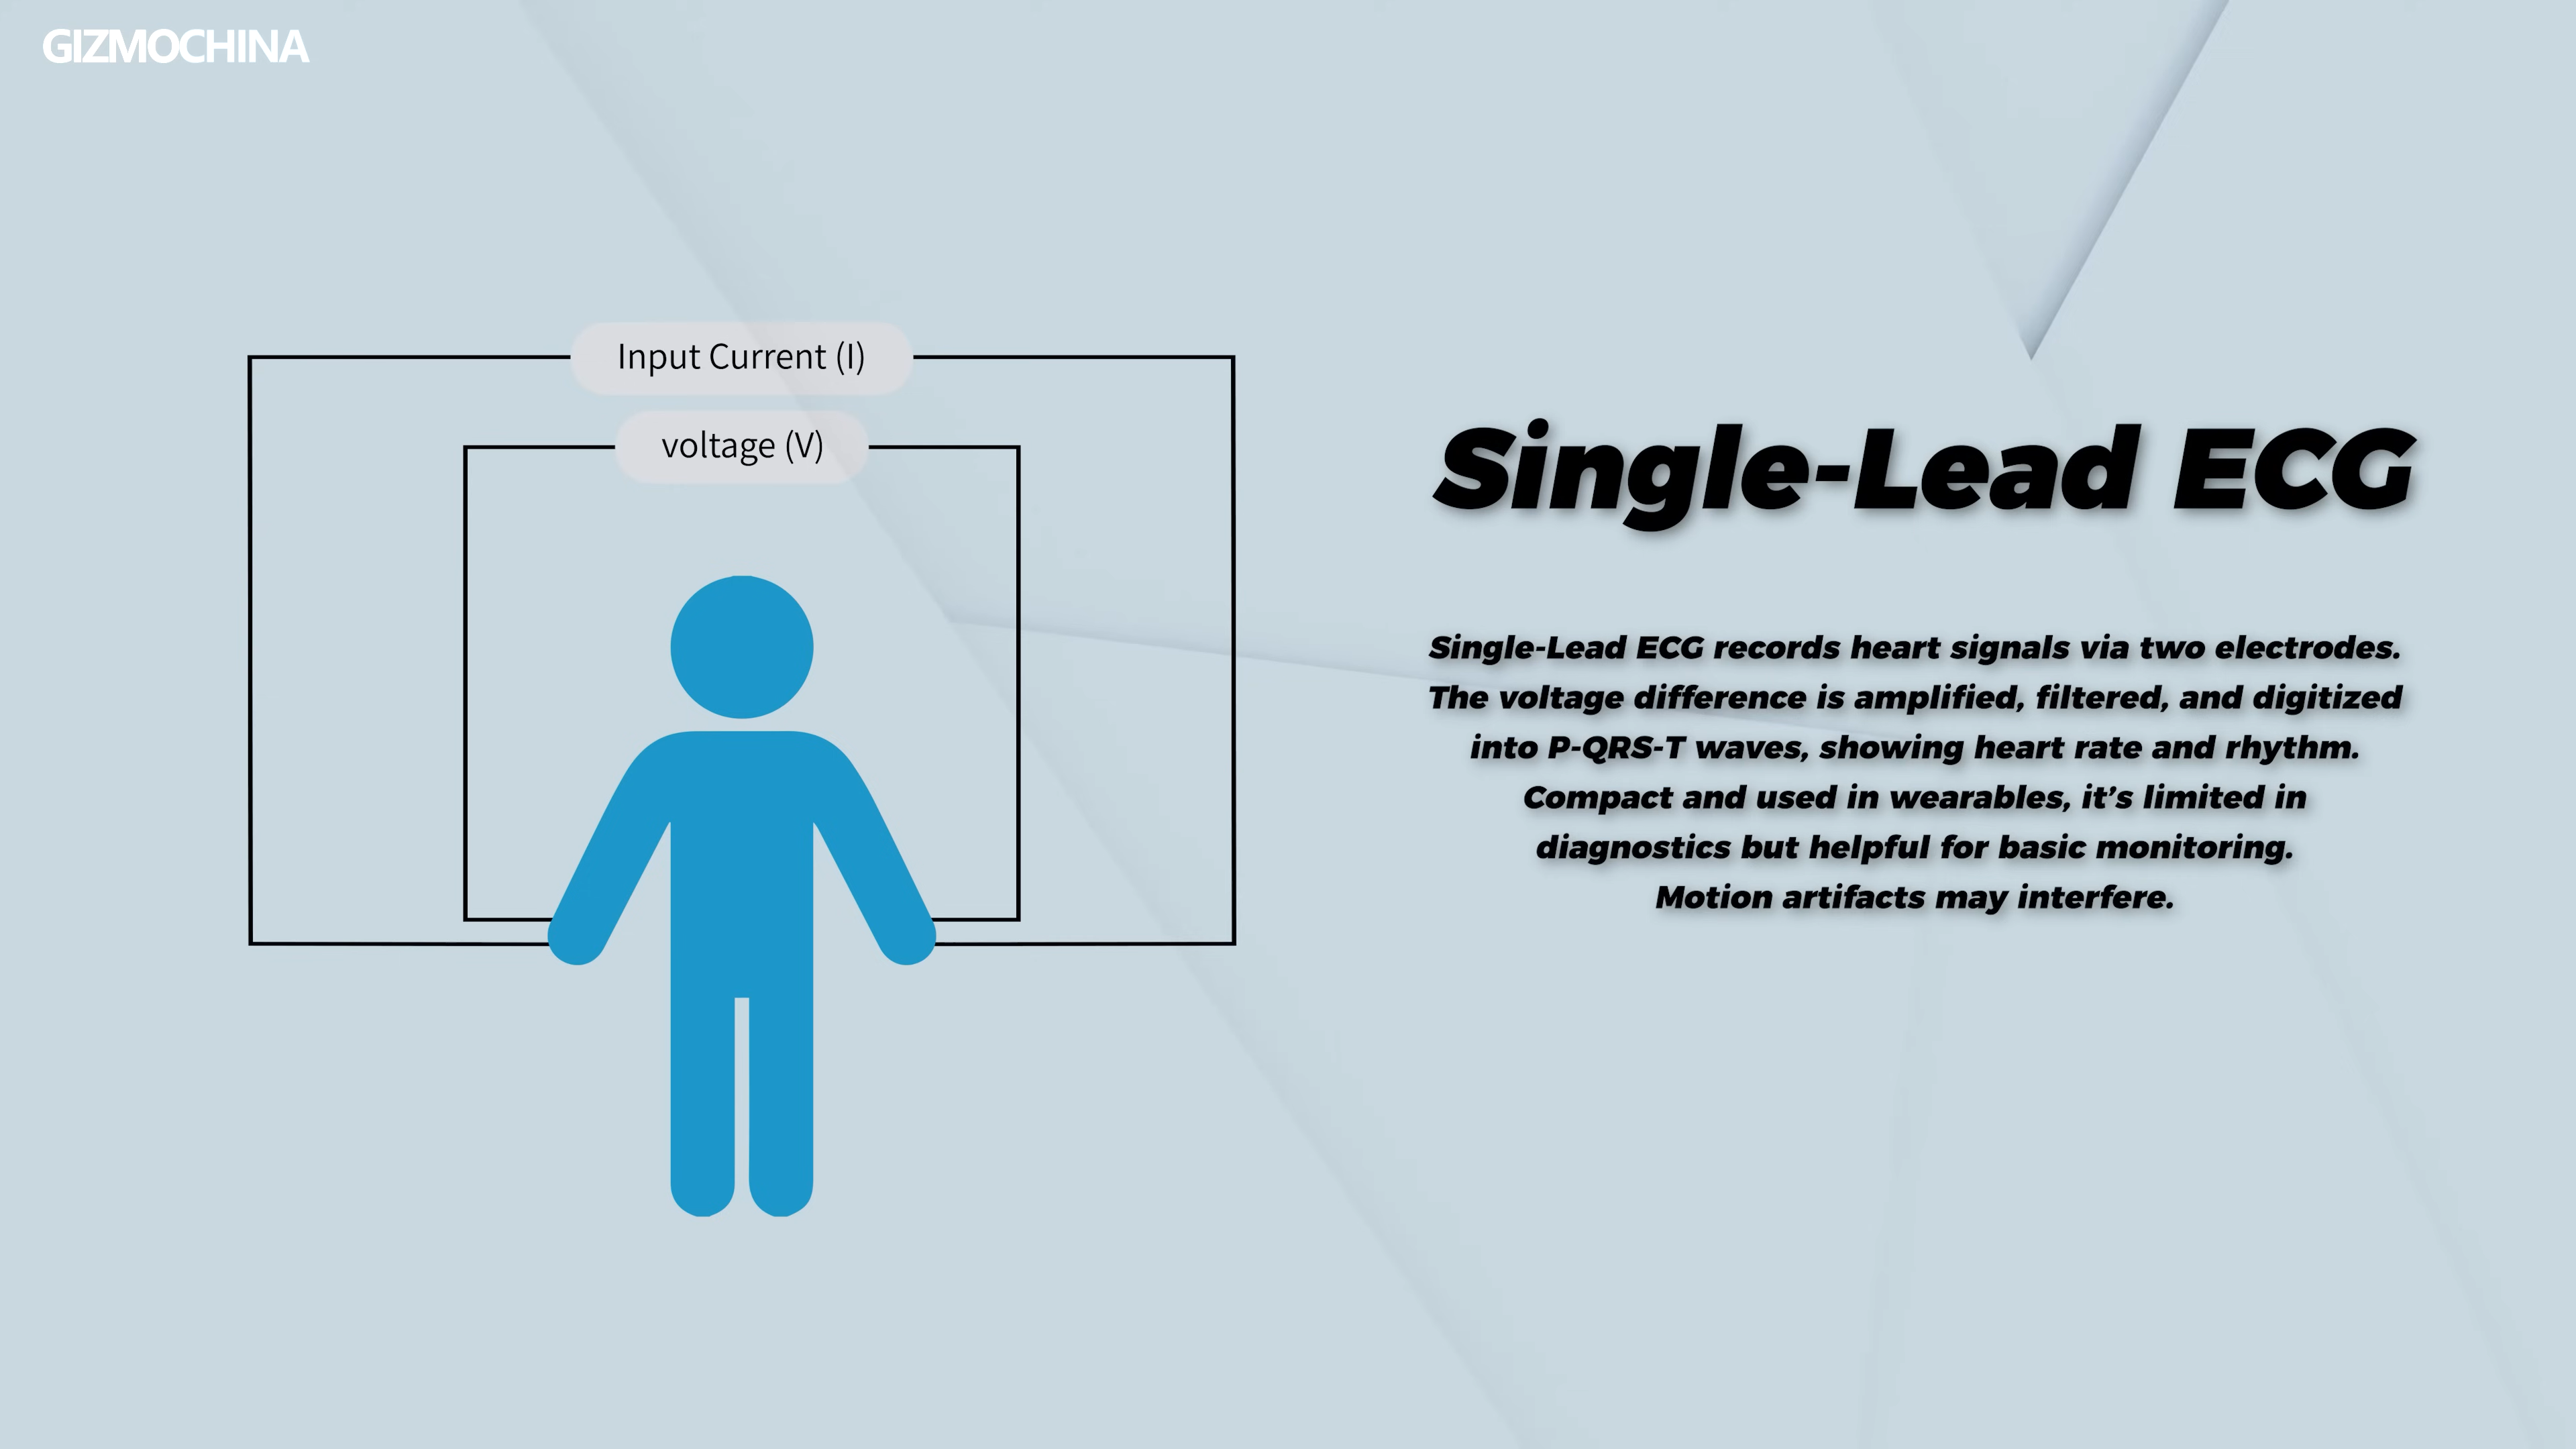 GIZMOCHINA
Input Current (I)
voltage (V)
Single-Lead ECG
Single-Lead ECG records heart signals via two electrodes.
The voltage difference is amplified, filtered, and digitized
into P-QRS-T waves, showing heart rate and rhythm.
Compact and used in wearables, it’s limited in
diagnostics but helpful for basic monitoring.
Motion artifacts may interfere.